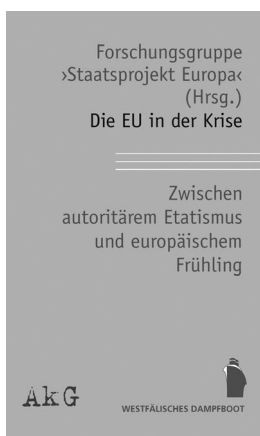 Forschungsgruppe
›Staatsprojekt Europa‹
(Hrsg.)
Die EU in der Krise
Zwischen
autoritärem Etatismus
und europäischem
Frühling
AkG
WESTFÄLISCHES DAMPFBOOT